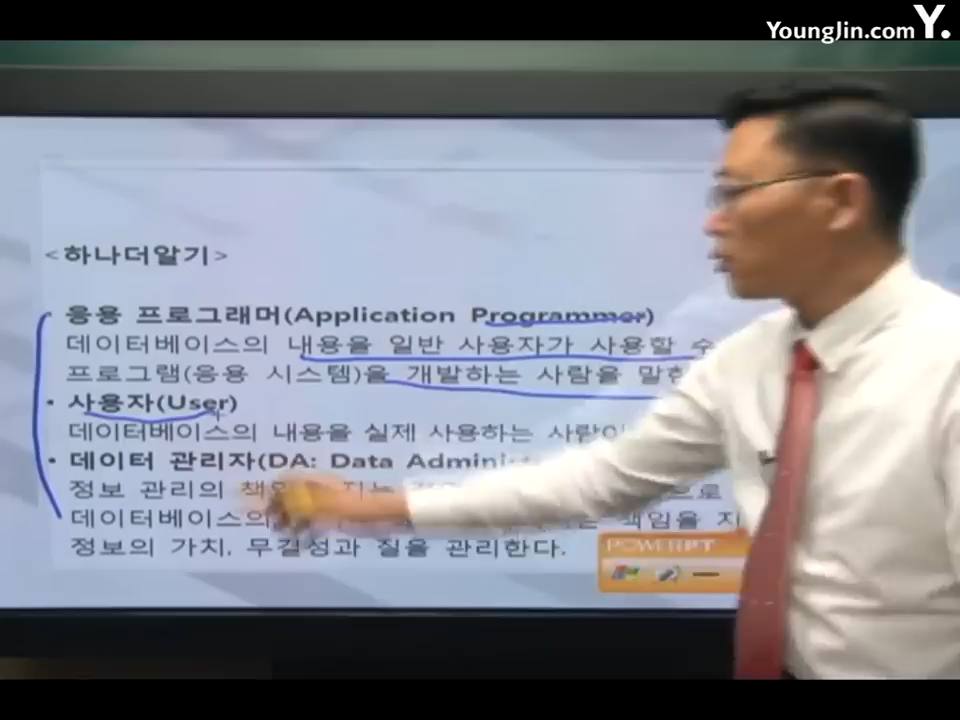 YoungJin.com Y.
<하나더알기>
응용 프로그래머(Application Programmer)
데이터베이스의 내용을 일반 사용자가 사용할 수
프로그램(응용 시스템)을 개발하는 사람을 말한
• 사용자(User)
데이터베이스의 내용을 실제 사용하는 사람이
• 데이터 관리자(DA: Data Admini
정보 관리의 책임을 지는 으로
데이터베이스의 책임을 지
정보의 가치, 무결성과 질을 관리한다.
POWERPT